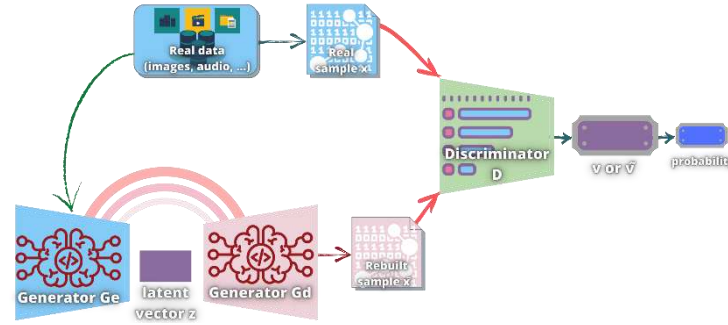 Real data
(images, audio, ...)
Real
sample x
Discriminator
D
v or v̂
probabilit
Generator Ge
latent
vector z
Generator Gd
Rebuilt
sample x